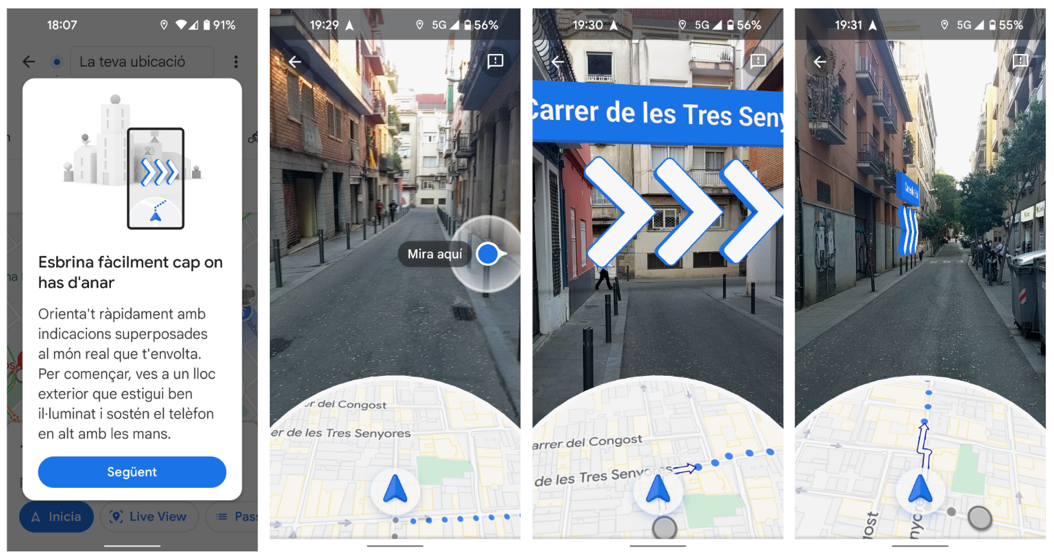 18:07
91%
La teva ubicació
Esbrina fàcilment cap on
has d'anar
Orienta't ràpidament amb
indicacions superposades
al món real que t'envolta.
Per començar, ves a un lloc
exterior que estigui ben
il·luminat i sostén el telèfon
en alt amb les mans.
Següent
Inicia
Live View
Pass
19:29
5G
56%
Mira aquí
er del Congost
er de les Tres Senyores
19:30
5G
56%
Carrer de les Tres Seny
arrer del Congost
de les Tres Senyores
19:31
5G
55%
gost